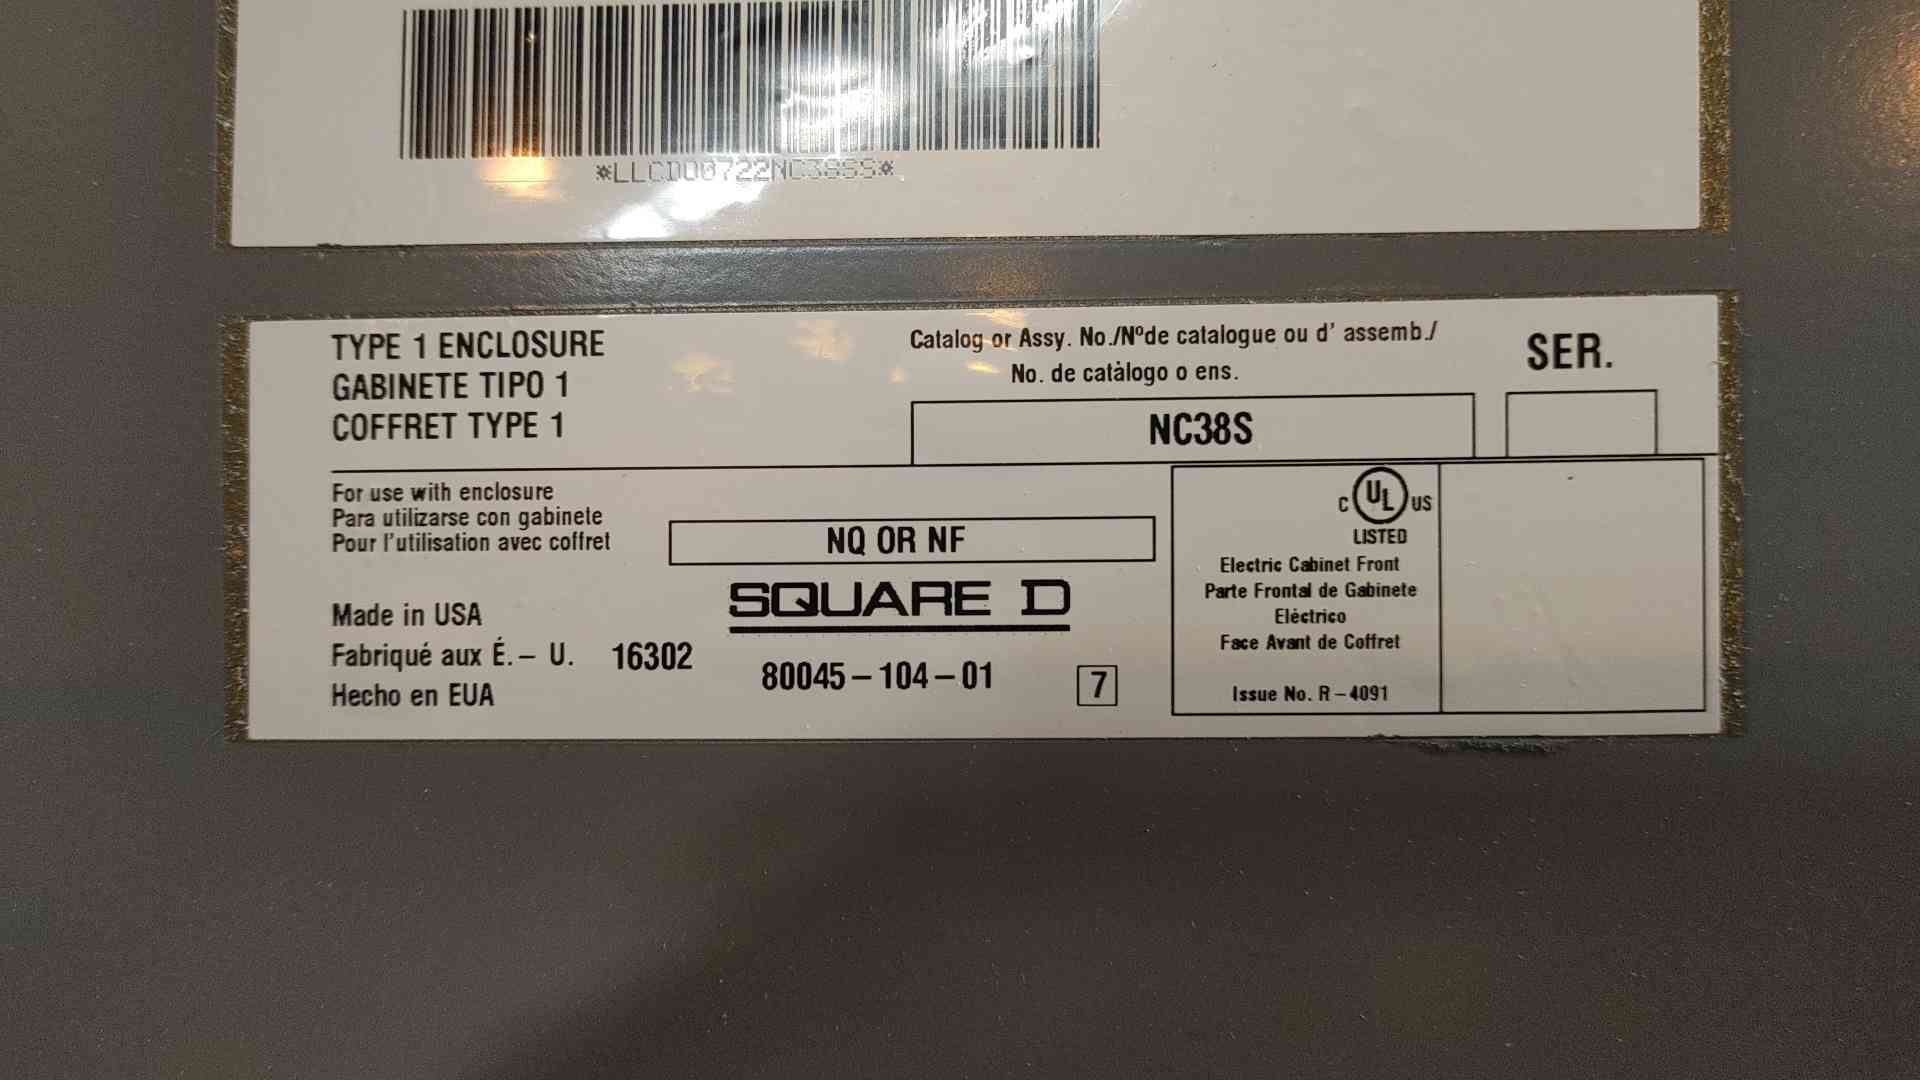 *LLCD00722NC38SS*
TYPE 1 ENCLOSURE
GABINETE TIPO 1
COFFRET TYPE 1
Catalog or Assy. No./Nºde catalogue ou d' assemb./
No. de catàlogo o ens.
SER.
NC38S
For use with enclosure
Para utilizarse con gabinete
Pour l'utilisation avec coffret
NQ OR NF
Made in USA
Fabriqué aux É.– U.
Hecho en EUA
16302
SQUARE D
80045–104–01
7
C UL US
LISTED
Electric Cabinet Front
Parte Frontal de Gabinete
Eléctrico
Face Avant de Coffret
Issue No. R–4091